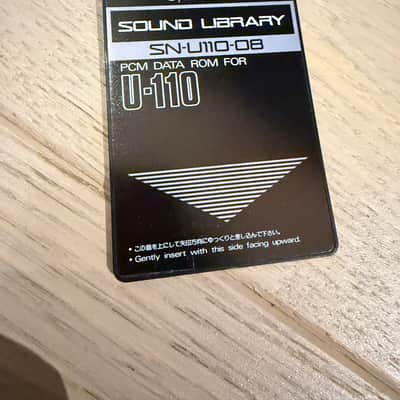 SOUND LIBRARY
SN-U110-08
PCM DATA ROM FOR
U-110
・この面を上にして矢印方向にゆっくりと差し込んで下さい。
・Gently insert with this side facing upward.